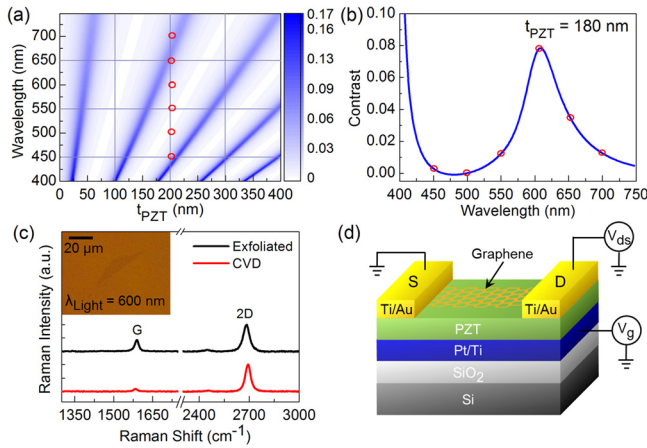 (a)
Wavelength (nm)
700
650
600
550
500
450
400
0 50 100 150 200 250 300 350 400
t_PZT (nm)
0.17
0.16
0.13
0.09
0.06
0.03
0
(b)
t_PZT = 180 nm
Contrast
0.10
0.08
0.06
0.04
0.02
0.00
400 450 500 550 600 650 700 750
Wavelength (nm)
(c)
20 µm
λ_Light = 600 nm
Exfoliated
CVD
G
2D
Raman Intensity (a.u.)
1500 1750 2400 2700 3000
Raman Shift (cm⁻¹)
(d)
Graphene
V_ds
S
D
Ti/Au
Ti/Au
V_g
PZT
Pt/Ti
SiO₂
Si